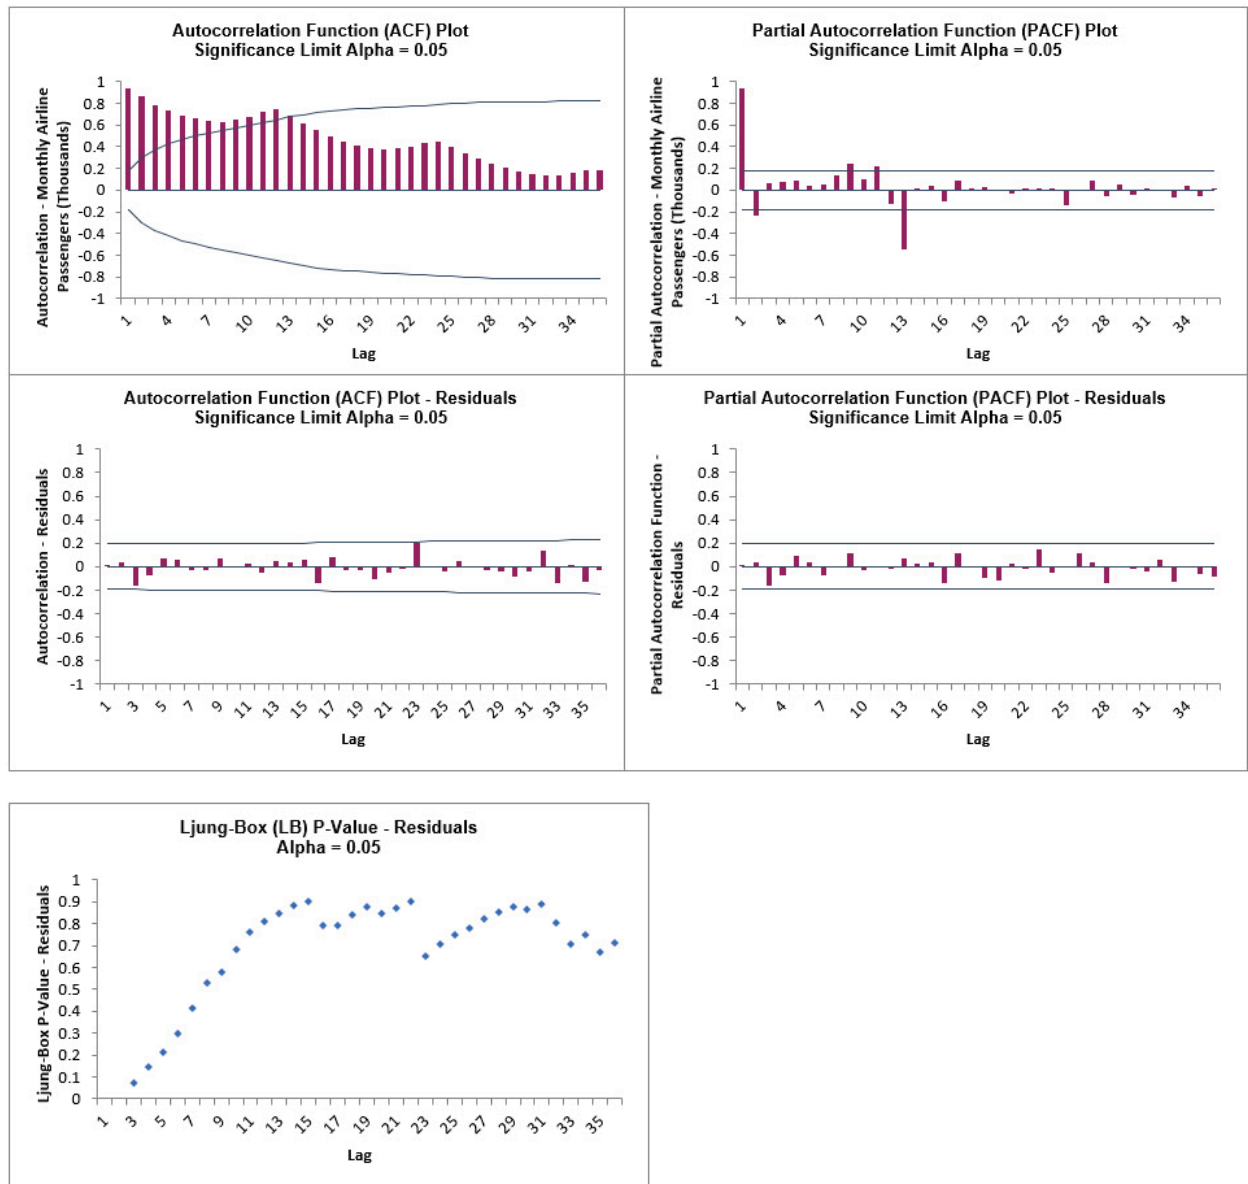 Autocorrelation Function (ACF) Plot
Significance Limit Alpha = 0.05
Autocorrelation - Monthly Airline
Passengers (Thousands)
1
0.8
0.6
0.4
0.2
0
-0.2
-0.4
-0.6
-0.8
-1
1 4 7 10 13 16 19 22 25 28 31 34
Lag
Partial Autocorrelation Function (PACF) Plot
Significance Limit Alpha = 0.05
Partial Autocorrelation - Monthly Airline
Passengers (Thousands)
1
0.8
0.6
0.4
0.2
0
-0.2
-0.4
-0.6
-0.8
-1
1 4 7 10 13 16 19 22 25 28 31 34
Lag
Autocorrelation Function (ACF) Plot - Residuals
Significance Limit Alpha = 0.05
Autocorrelation - Residuals
1
0.8
0.6
0.4
0.2
0
-0.2
-0.4
-0.6
-0.8
-1
1 3 5 7 9 11 13 15 17 19 21 23 25 27 29 31 33 35
Lag
Partial Autocorrelation Function (PACF) Plot - Residuals
Significance Limit Alpha = 0.05
Partial Autocorrelation Function -
Residuals
1
0.8
0.6
0.4
0.2
0
-0.2
-0.4
-0.6
-0.8
-1
1 4 7 10 13 16 19 22 25 28 31 34
Lag
Ljung-Box (LB) P-Value - Residuals
Alpha = 0.05
Ljung-Box P-Value - Residuals
1
0.9
0.8
0.7
0.6
0.5
0.4
0.3
0.2
0.1
0
1 3 5 7 9 11 13 15 17 19 21 23 25 27 29 31 33 35
Lag